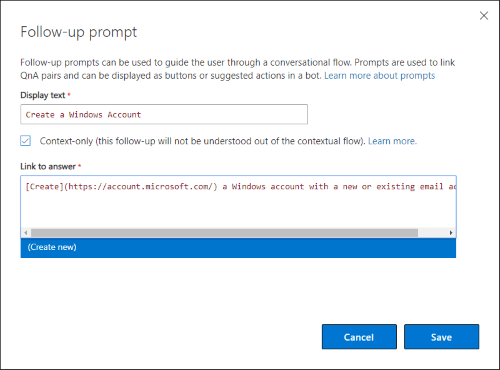 Follow-up prompt
Follow-up prompts can be used to guide the user through a conversational flow. Prompts are used to link
QnA pairs and can be displayed as buttons or suggested actions in a bot. Learn more about prompts
Display text *
Create a Windows Account
Context-only (this follow-up will not be understood out of the contextual flow). Learn more.
Link to answer *
[Create](https://account.microsoft.com/) a Windows account with a new or existing email ac
(Create new)
Cancel Save